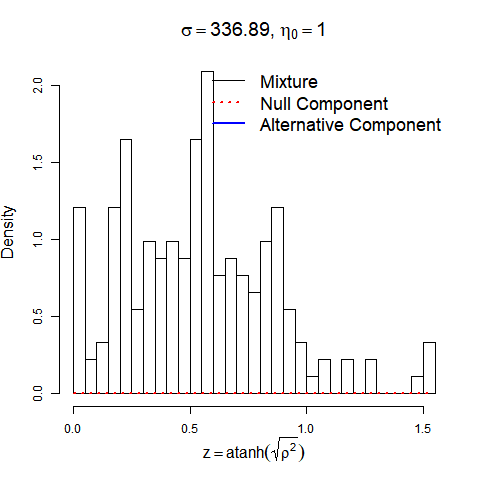 σ = 336.89, η₀ = 1
Mixture
Null Component
Alternative Component
Density
2.0
1.5
1.0
0.5
0.0
0.0 0.5 1.0 1.5
z = atanh(√ρ²)